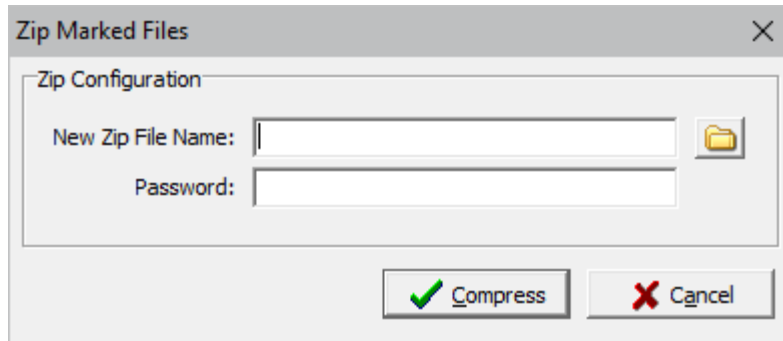 Zip Marked Files
Zip Configuration
New Zip File Name:
Password:
Compress Cancel